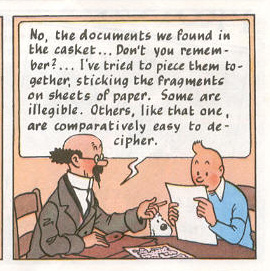 No, the documents we found in
the casket... Don't you remem-
ber?... I've tried to piece them to-
gether, sticking the fragments
on sheets of paper. Some are
illegible. Others, like that one,
are comparatively easy to de-
cipher.